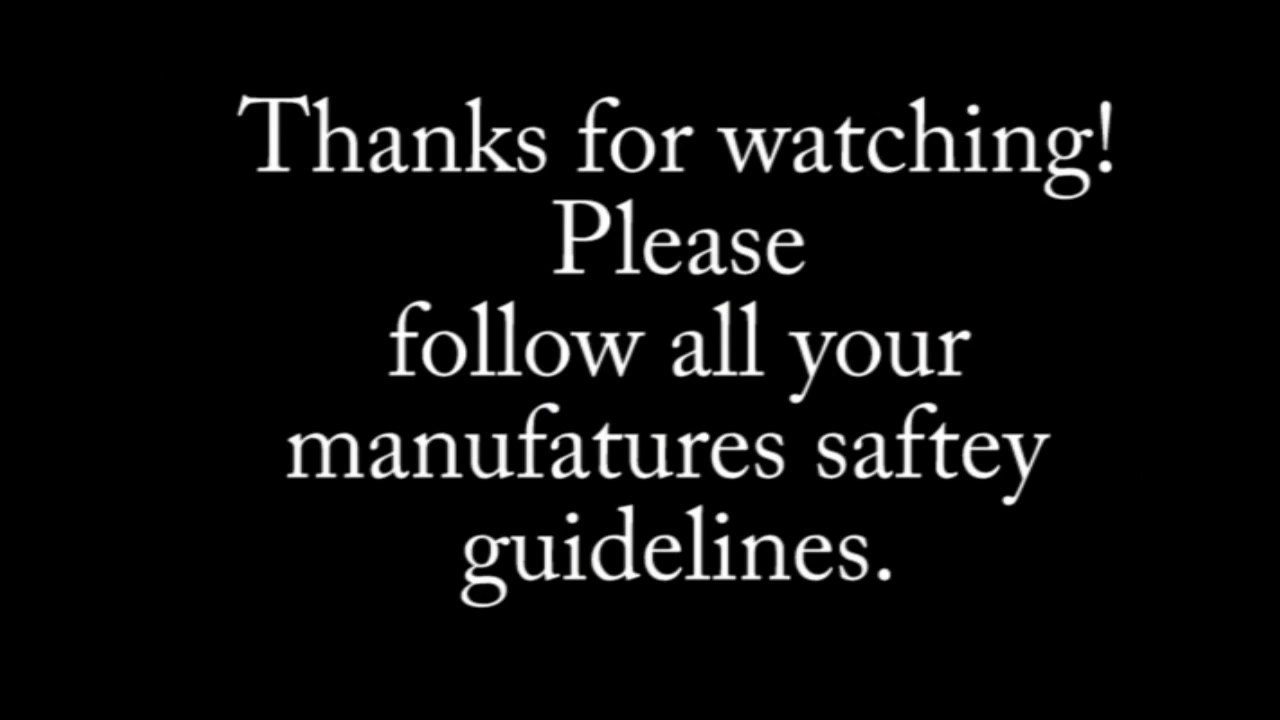 Thanks for watching!
Please
follow all your
manufatures saftey
guidelines.